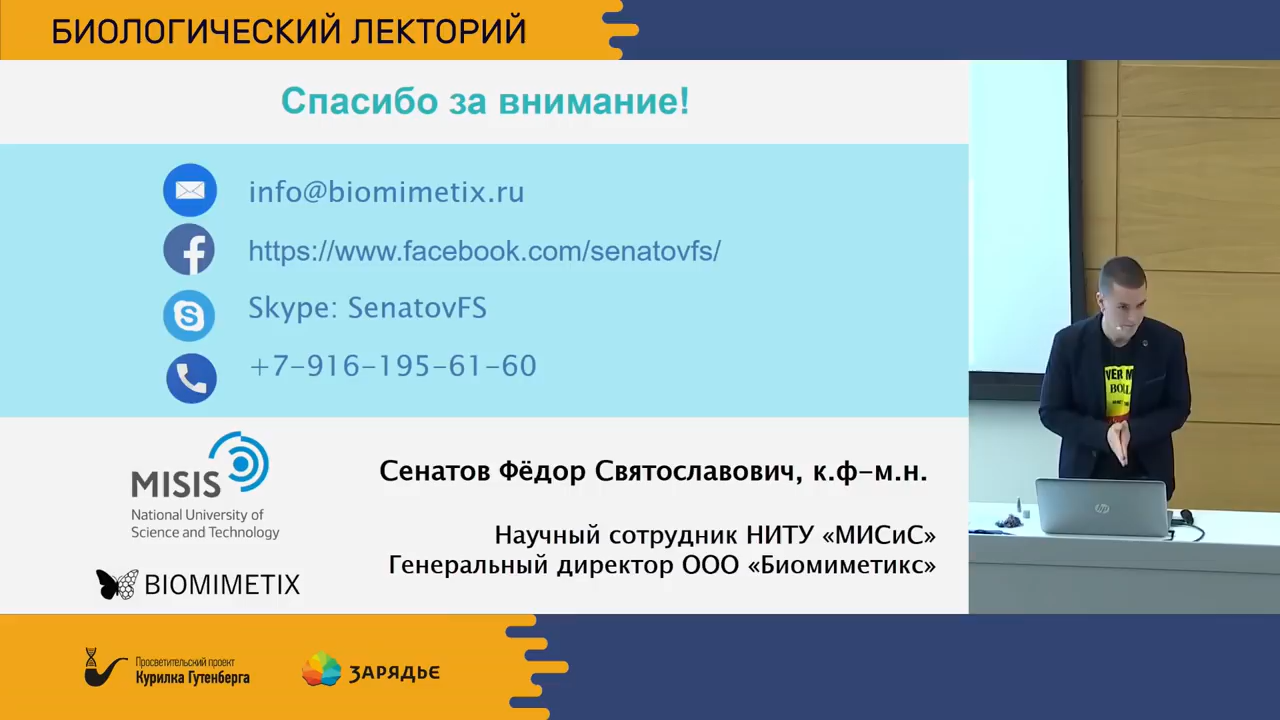 БИОЛОГИЧЕСКИЙ ЛЕКТОРИЙ
Спасибо за внимание!
info@biomimetix.ru
https://www.facebook.com/senatovfs/
Skype: SenatovFS
+7-916-195-61-60
MISIS
National University of
Science and Technology
BIOMIMETIX
Сенатов Фёдор Святославович, к.ф-м.н.
Научный сотрудник НИТУ «МИСиС»
Генеральный директор ООО «Биомиметикс»
VER M
hp
Просветительский проект
Курилка Гутенберга
ЗАРЯДЬЕ